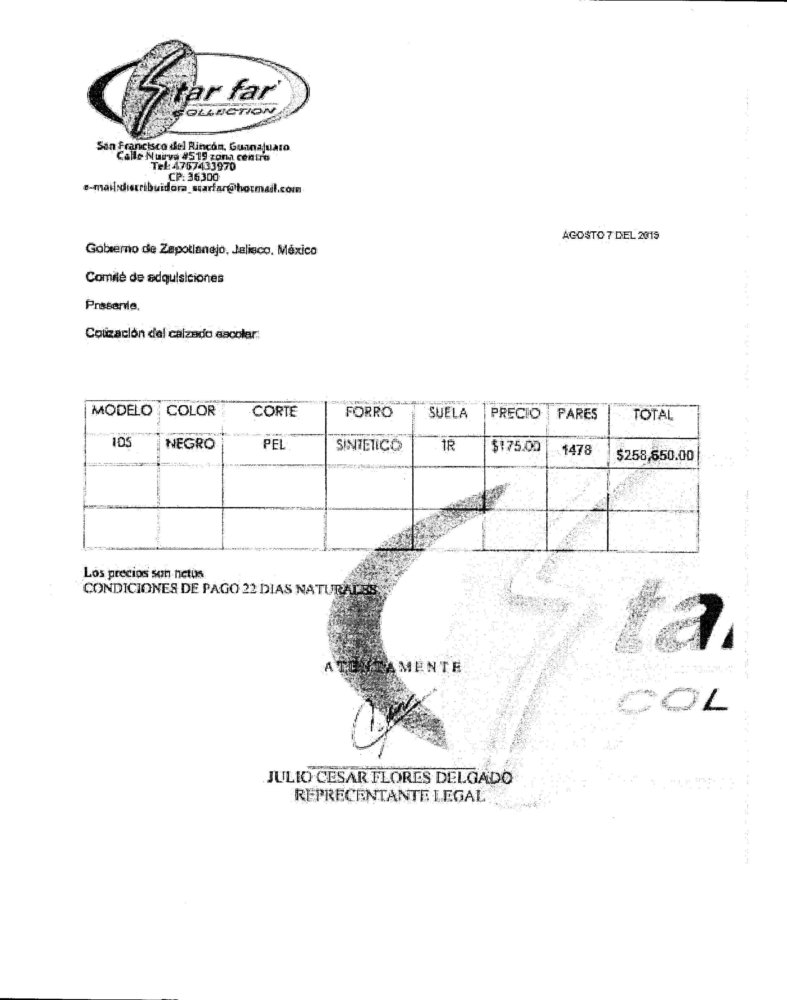 Star far
COLLECTION
San Francisco del Rincón, Guanajuato
Calle Nueva #519 zona centro
Tel: 4767433970
CP: 36300
e-mail:distribuidora_starfar@hotmail.com
AGOSTO 7 DEL 2019
Gobierno de Zapotlanejo, Jalisco, México
Comité de adquisiciones
Presente.
Cotización del calzado escolar
MODELO COLOR CORTE FORRO SUELA PRECIO PARES TOTAL
105 NEGRO PEL SINTETICO TR $175.00 1478 $258,650.00
Los precios son netos
CONDICIONES DE PAGO 22 DIAS NATURALES
ATENTAMENTE
JULIO CESAR FLORES DELGADO
REPRECENTANTE LEGAL